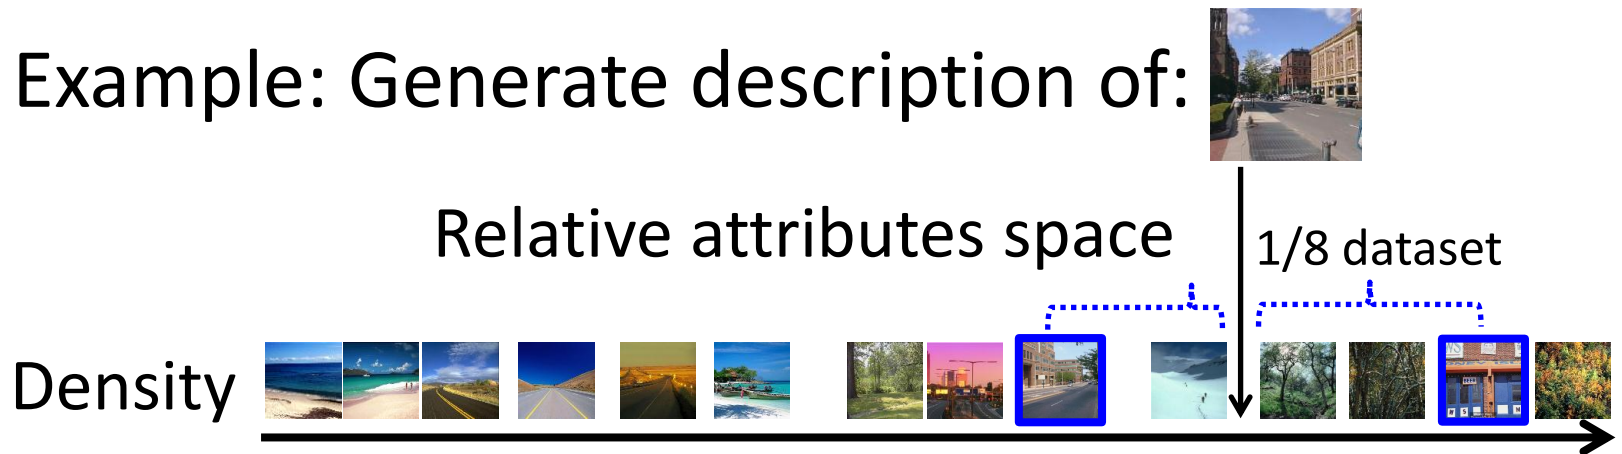 Example: Generate description of:
Relative attributes space
1/8 dataset
Density